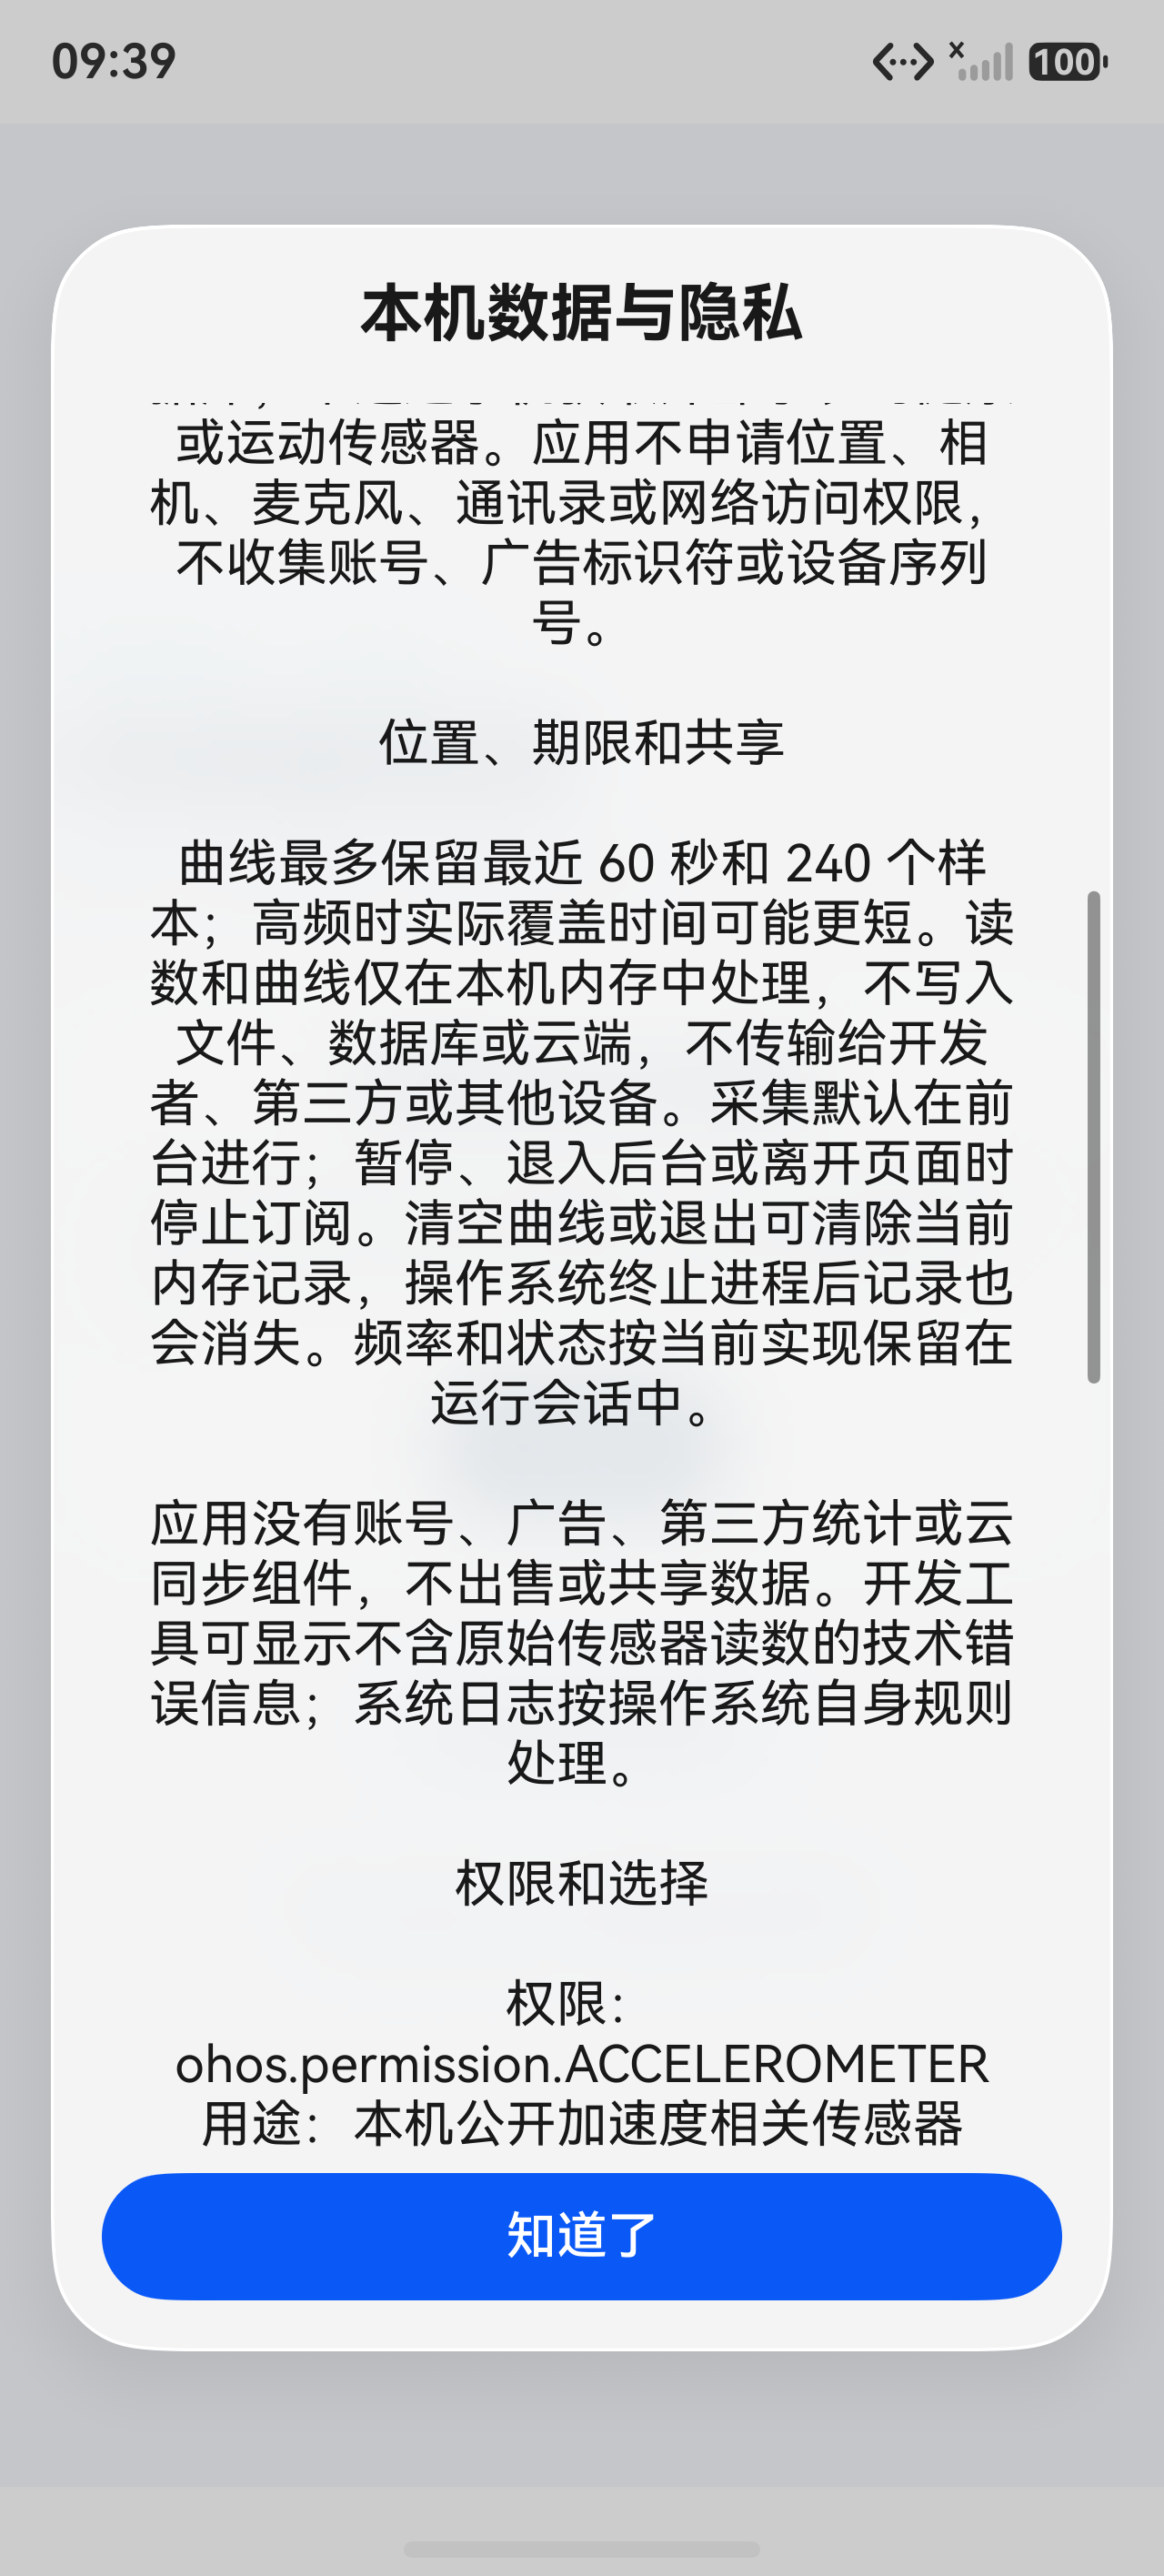 09:39
100
本机数据与隐私
或运动传感器。应用不申请位置、相
机、麦克风、通讯录或网络访问权限，
不收集账号、广告标识符或设备序列
号。
位置、期限和共享
曲线最多保留最近 60 秒和 240 个样
本；高频时实际覆盖时间可能更短。读
数和曲线仅在本机内存中处理，不写入
文件、数据库或云端，不传输给开发
者、第三方或其他设备。采集默认在前
台进行；暂停、退入后台或离开页面时
停止订阅。清空曲线或退出可清除当前
内存记录，操作系统终止进程后记录也
会消失。频率和状态按当前实现保留在
运行会话中。
应用没有账号、广告、第三方统计或云
同步组件，不出售或共享数据。开发工
具可显示不含原始传感器读数的技术错
误信息；系统日志按操作系统自身规则
处理。
权限和选择
权限：
ohos.permission.ACCELEROMETER
用途：本机公开加速度相关传感器
知道了